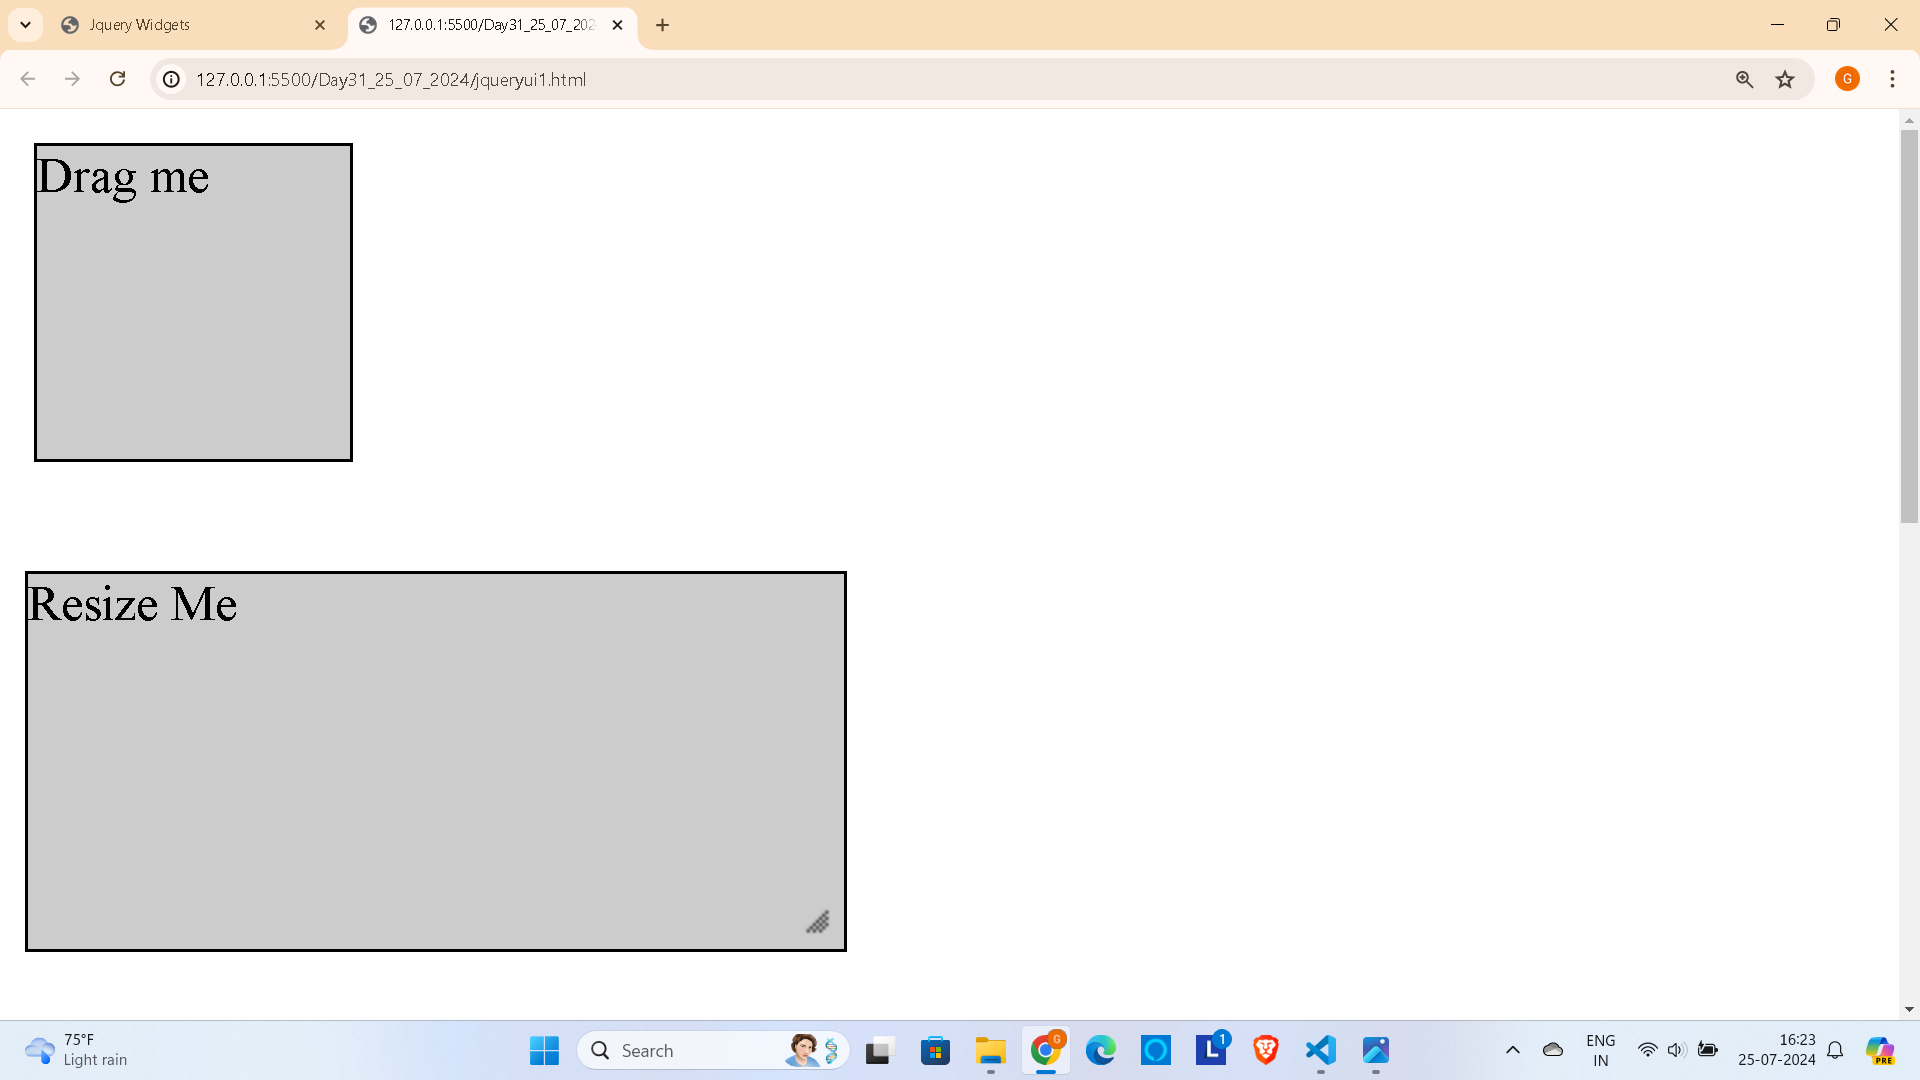 Jquery Widgets
127.0.0.1:5500/Day31_25_07_202
127.0.0.1:5500/Day31_25_07_2024/jqueryui1.html
G
Drag me
Resize Me
75°F
Light rain
Search
G
L
1
ENG
IN
16:23
25-07-2024
PRE